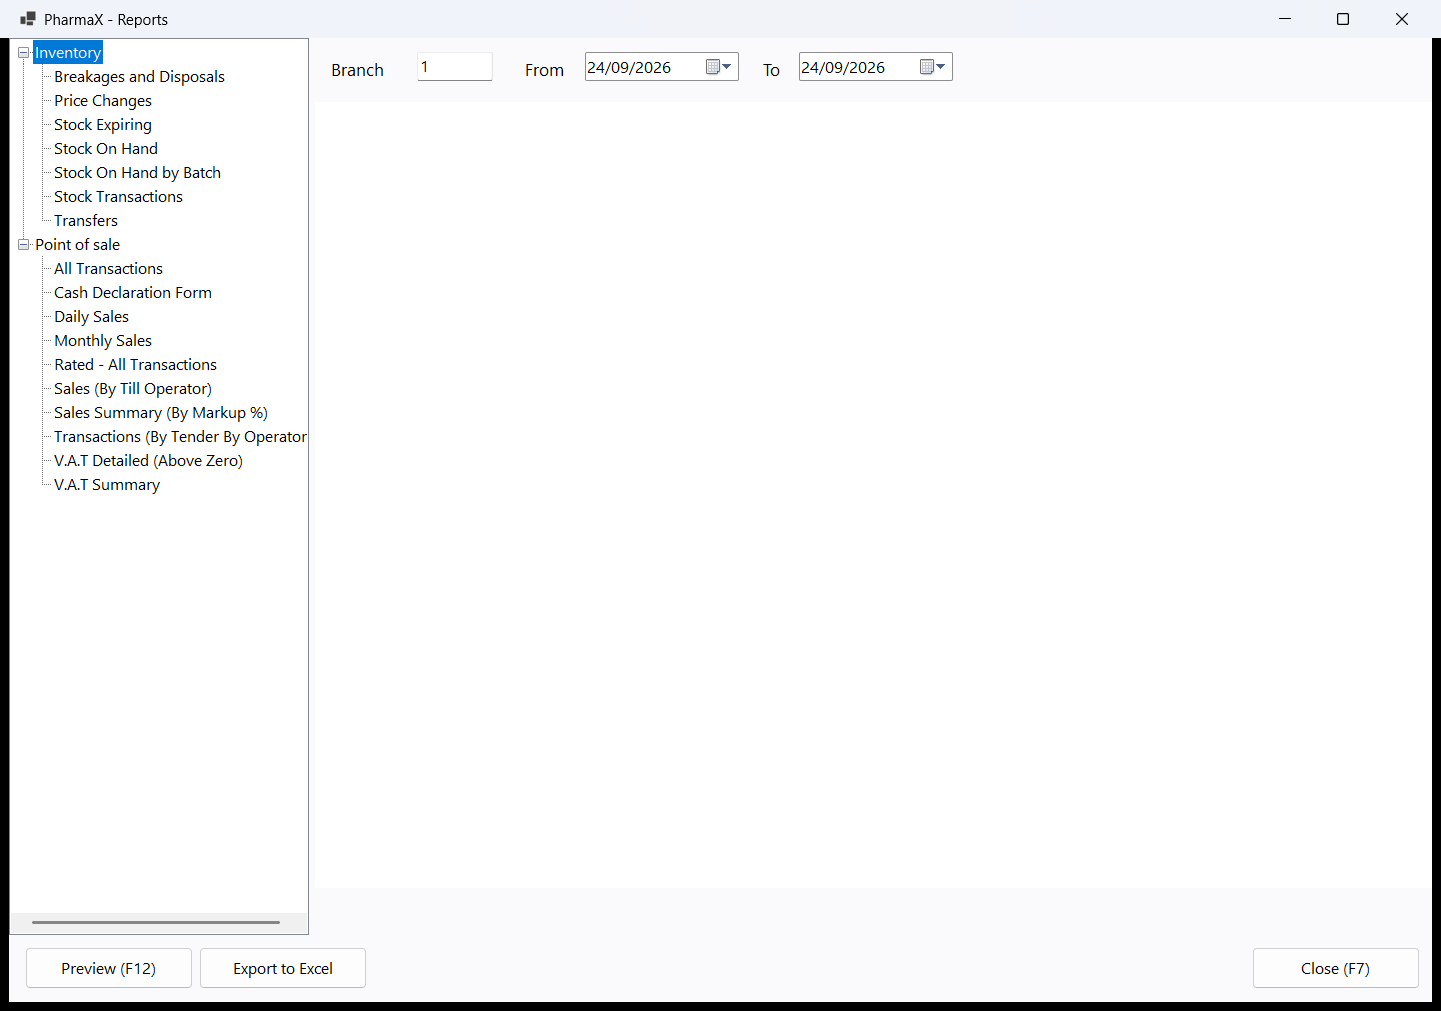 PharmaX - Reports
Inventory
Breakages and Disposals
Price Changes
Stock Expiring
Stock On Hand
Stock On Hand by Batch
Stock Transactions
Transfers
Point of sale
All Transactions
Cash Declaration Form
Daily Sales
Monthly Sales
Rated - All Transactions
Sales (By Till Operator)
Sales Summary (By Markup %)
Transactions (By Tender By Operator
V.A.T Detailed (Above Zero)
V.A.T Summary
Branch 1 From 24/09/2026 To 24/09/2026
Preview (F12) Export to Excel Close (F7)